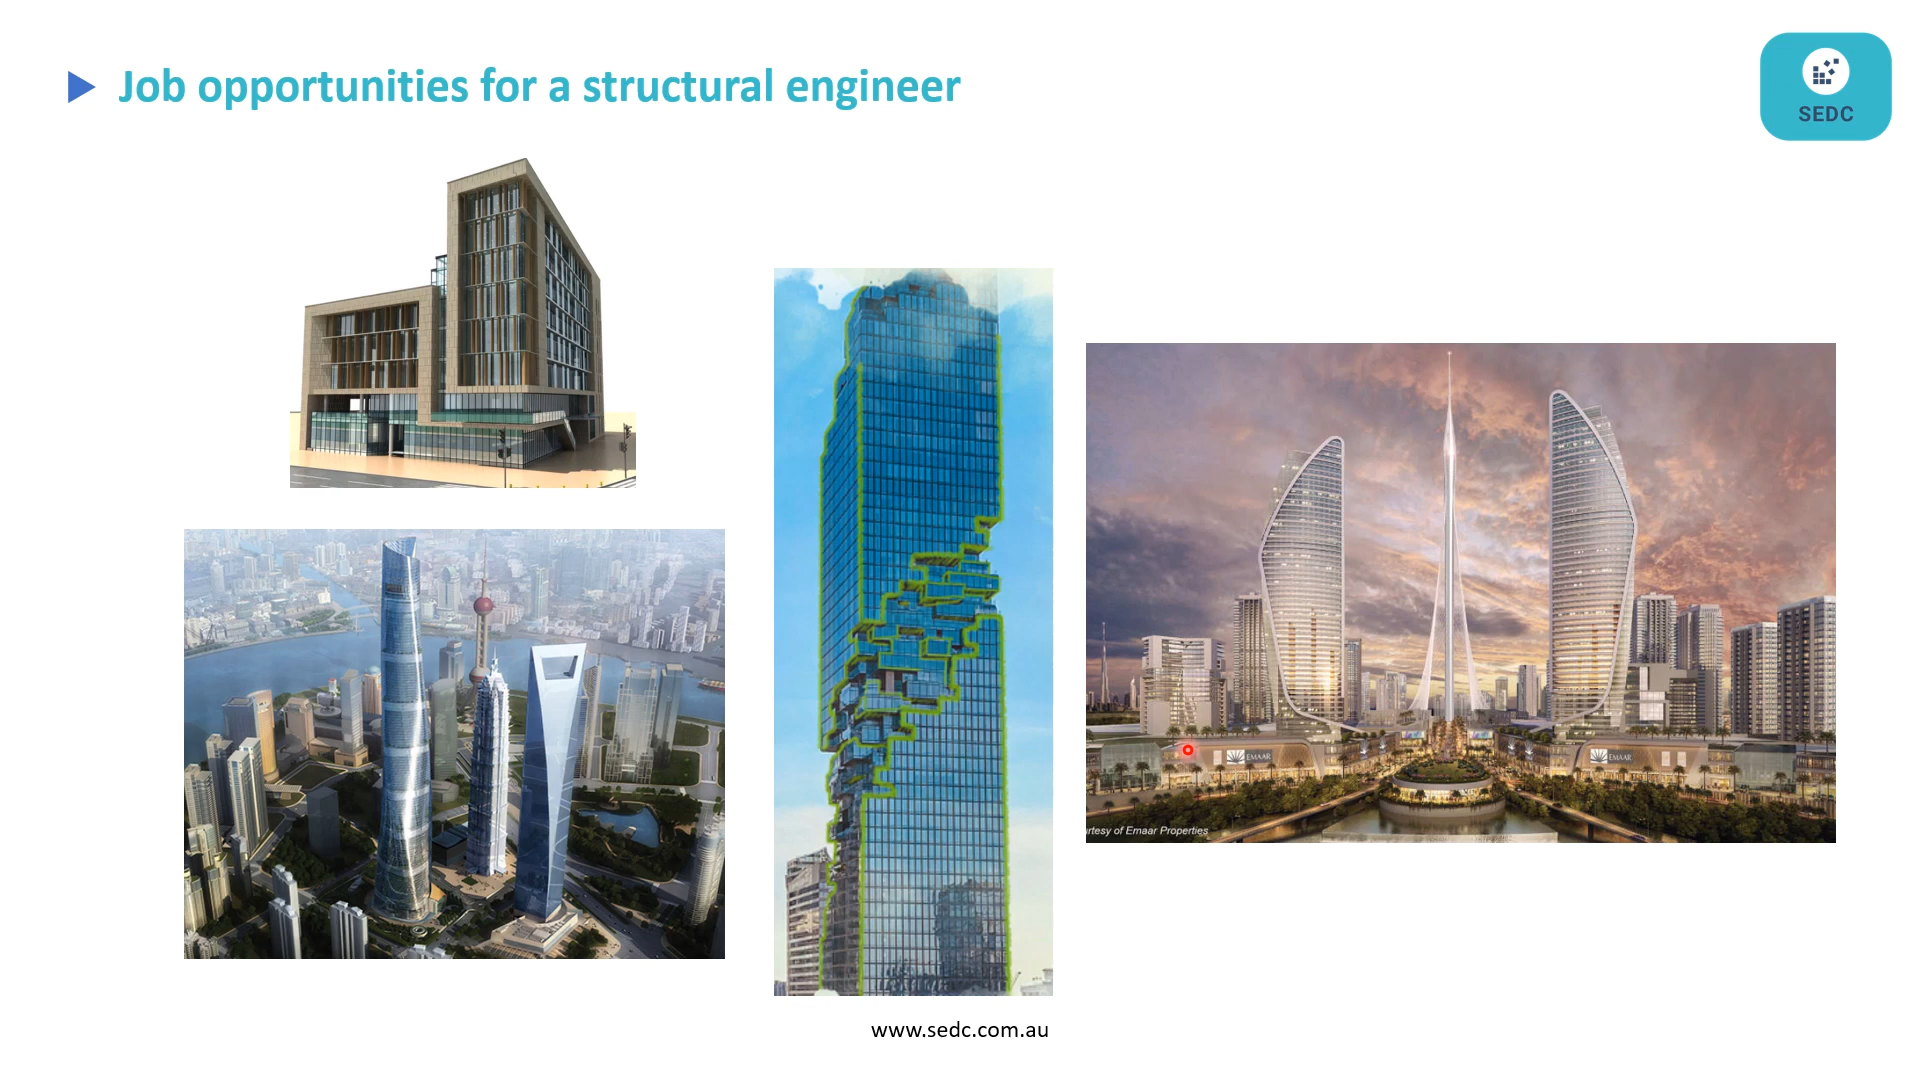 Job opportunities for a structural engineer
SEDC
EMAAR
EMAAR
rtesy of Emaar Properties
www.sedc.com.au